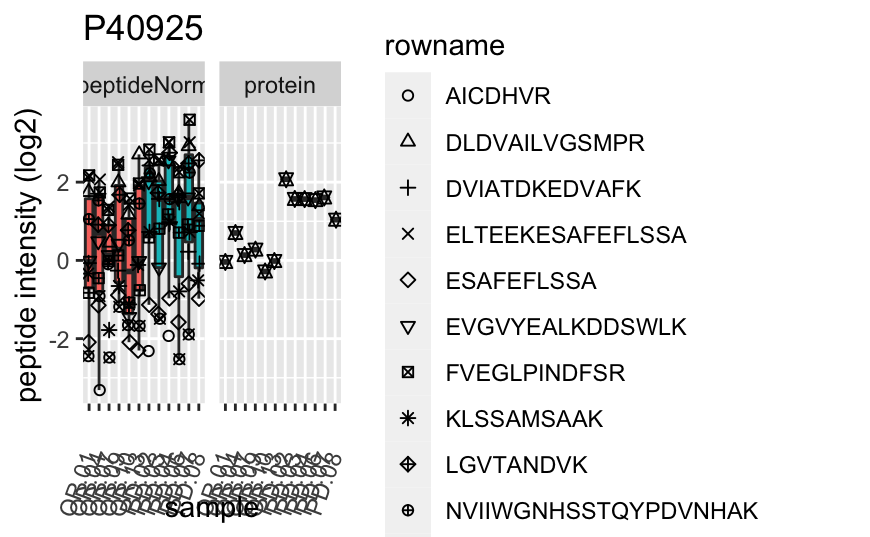 P40925
rowname
peptideNorm
protein
peptide intensity (log2)
2
0
-2
sample
AICDHVR
DLDVAILVGSMPR
DVIATDKEDVAFK
ELTEEKESAFEFLSSA
ESAFEFLSSA
EVGVYEALKDDSWLK
FVEGLPINDFSR
KLSSAMSAAK
LGVTANDVK
NVIIWGNHSSTQYPDVNHAK